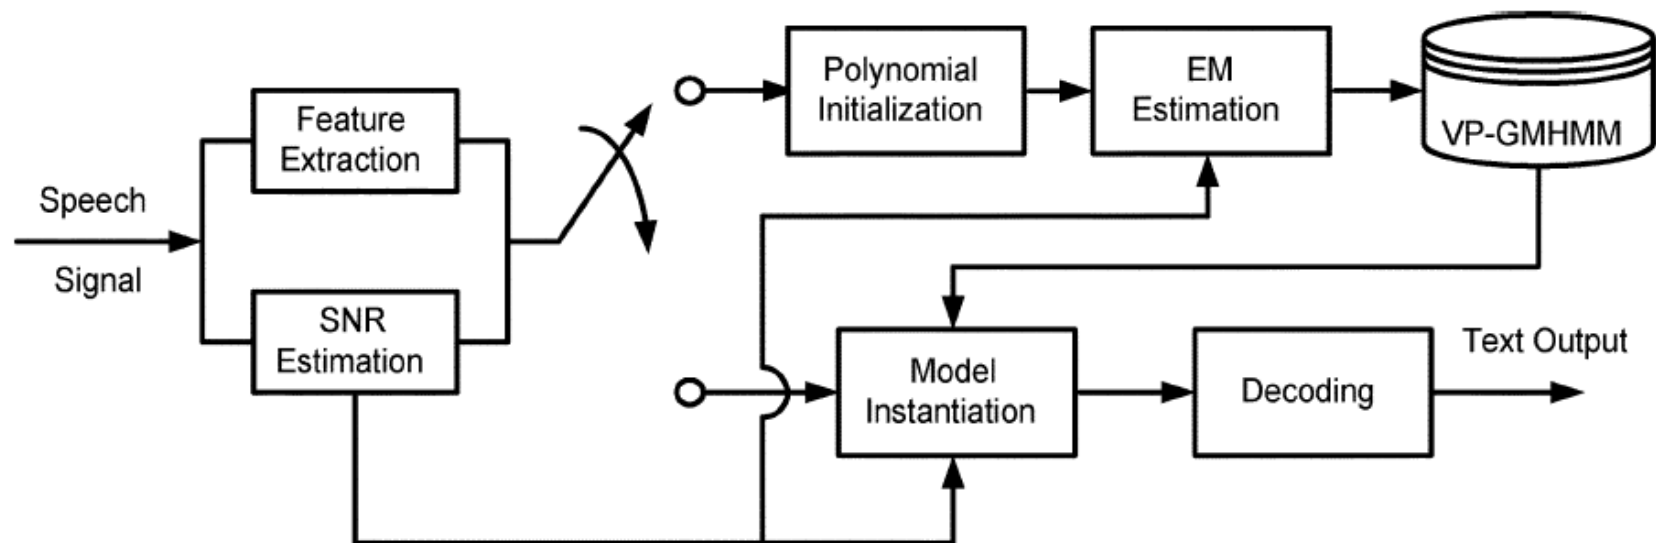 Speech
Signal
Feature
Extraction
SNR
Estimation
Polynomial
Initialization
EM
Estimation
VP-GMHMM
Model
Instantiation
Decoding
Text Output